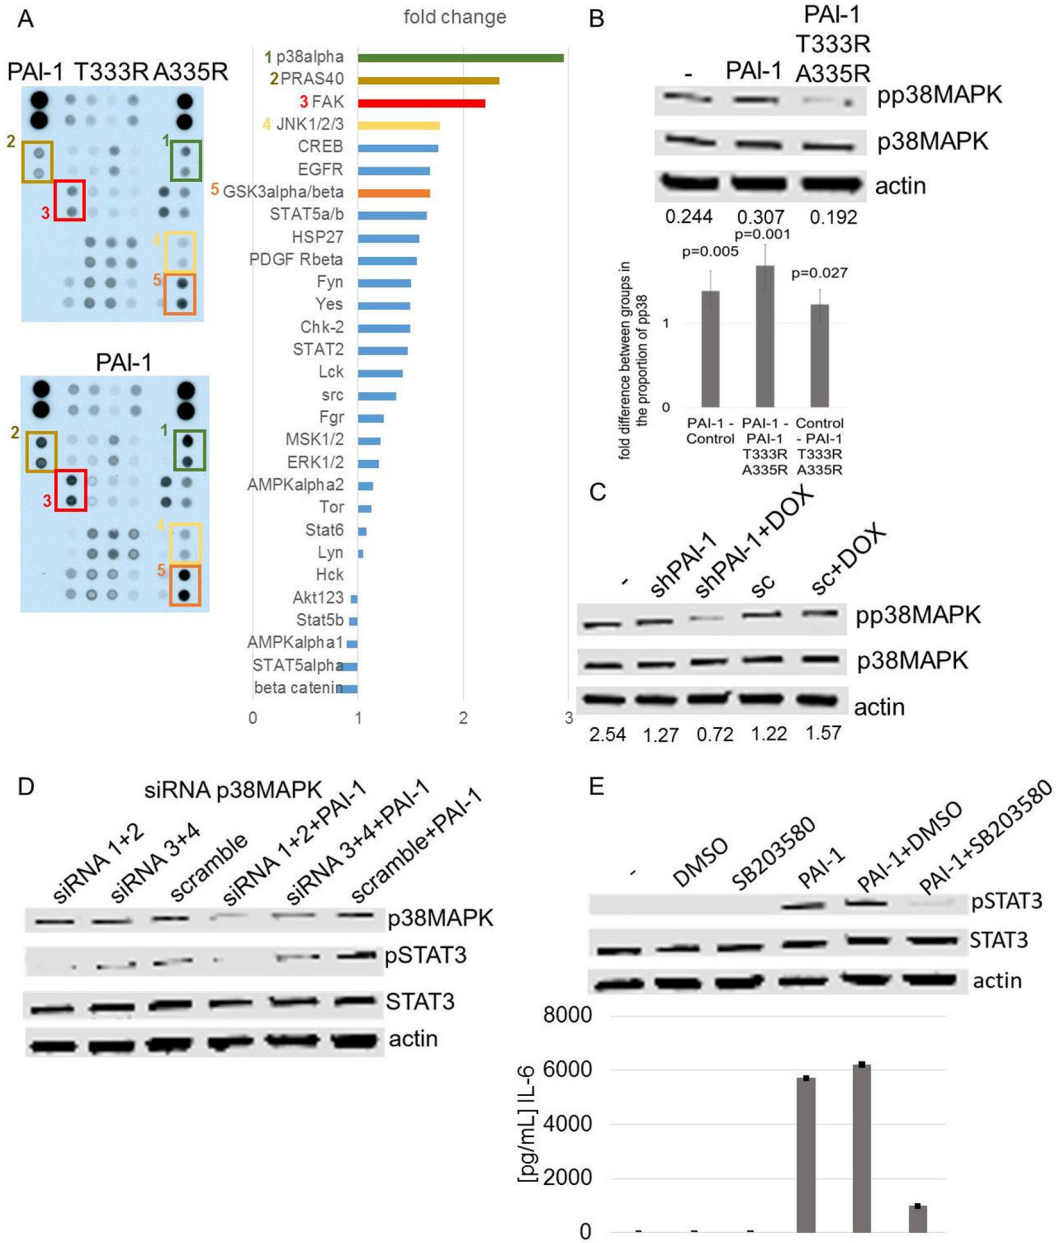 A
fold change
PAI-1 T333R A335R
2
1
3
4
5
PAI-1
2
1
3
4
5
1 p38alpha
2 PRAS40
3 FAK
4 JNK1/2/3
CREB
EGFR
5 GSK3alpha/beta
STAT5a/b
HSP27
PDGF Rbeta
Fyn
Yes
Chk-2
STAT2
Lck
src
Fgr
MSK1/2
ERK1/2
AMPKalpha2
Tor
Stat6
Lyn
Hck
Akt123
Stat5b
AMPKalpha1
STAT5alpha
beta catenin
0 1 2 3
B
- PAI-1 PAI-1 T333R A335R
pp38MAPK
p38MAPK
actin
0.244 0.307 0.192
p=0.005
p=0.001
p=0.027
fold difference between groups in
the proportion of pp38
1
0
PAI-1 - Control
PAI-1 - PAI-1 T333R A335R
Control - PAI-1 T333R A335R
C
- shPAI-1 shPAI-1+DOX sc sc+DOX
pp38MAPK
p38MAPK
actin
2.54 1.27 0.72 1.22 1.57
D
siRNA p38MAPK
siRNA 1+2 siRNA 3+4 scramble siRNA 1+2+PAI-1 siRNA 3+4+PAI-1 scramble+PAI-1
p38MAPK
pSTAT3
STAT3
actin
E
- DMSO SB203580 PAI-1 PAI-1+DMSO PAI-1+SB203580
pSTAT3
STAT3
actin
[pg/mL] IL-6
8000
6000
4000
2000
0